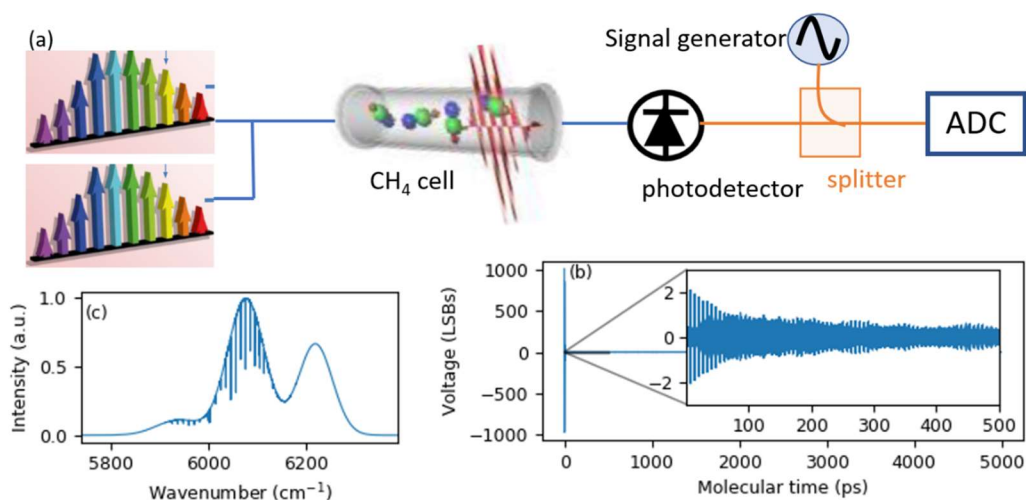 (a)
Signal generator
ADC
CH₄ cell
photodetector
splitter
(c)
1.0
0.5
0.0
Intensity (a.u.)
5800
6000
6200
Wavenumber (cm⁻¹)
(b)
1000
500
0
−500
−1000
Voltage (LSBs)
2
0
−2
100
200
300
400
500
0
1000
2000
3000
4000
5000
Molecular time (ps)